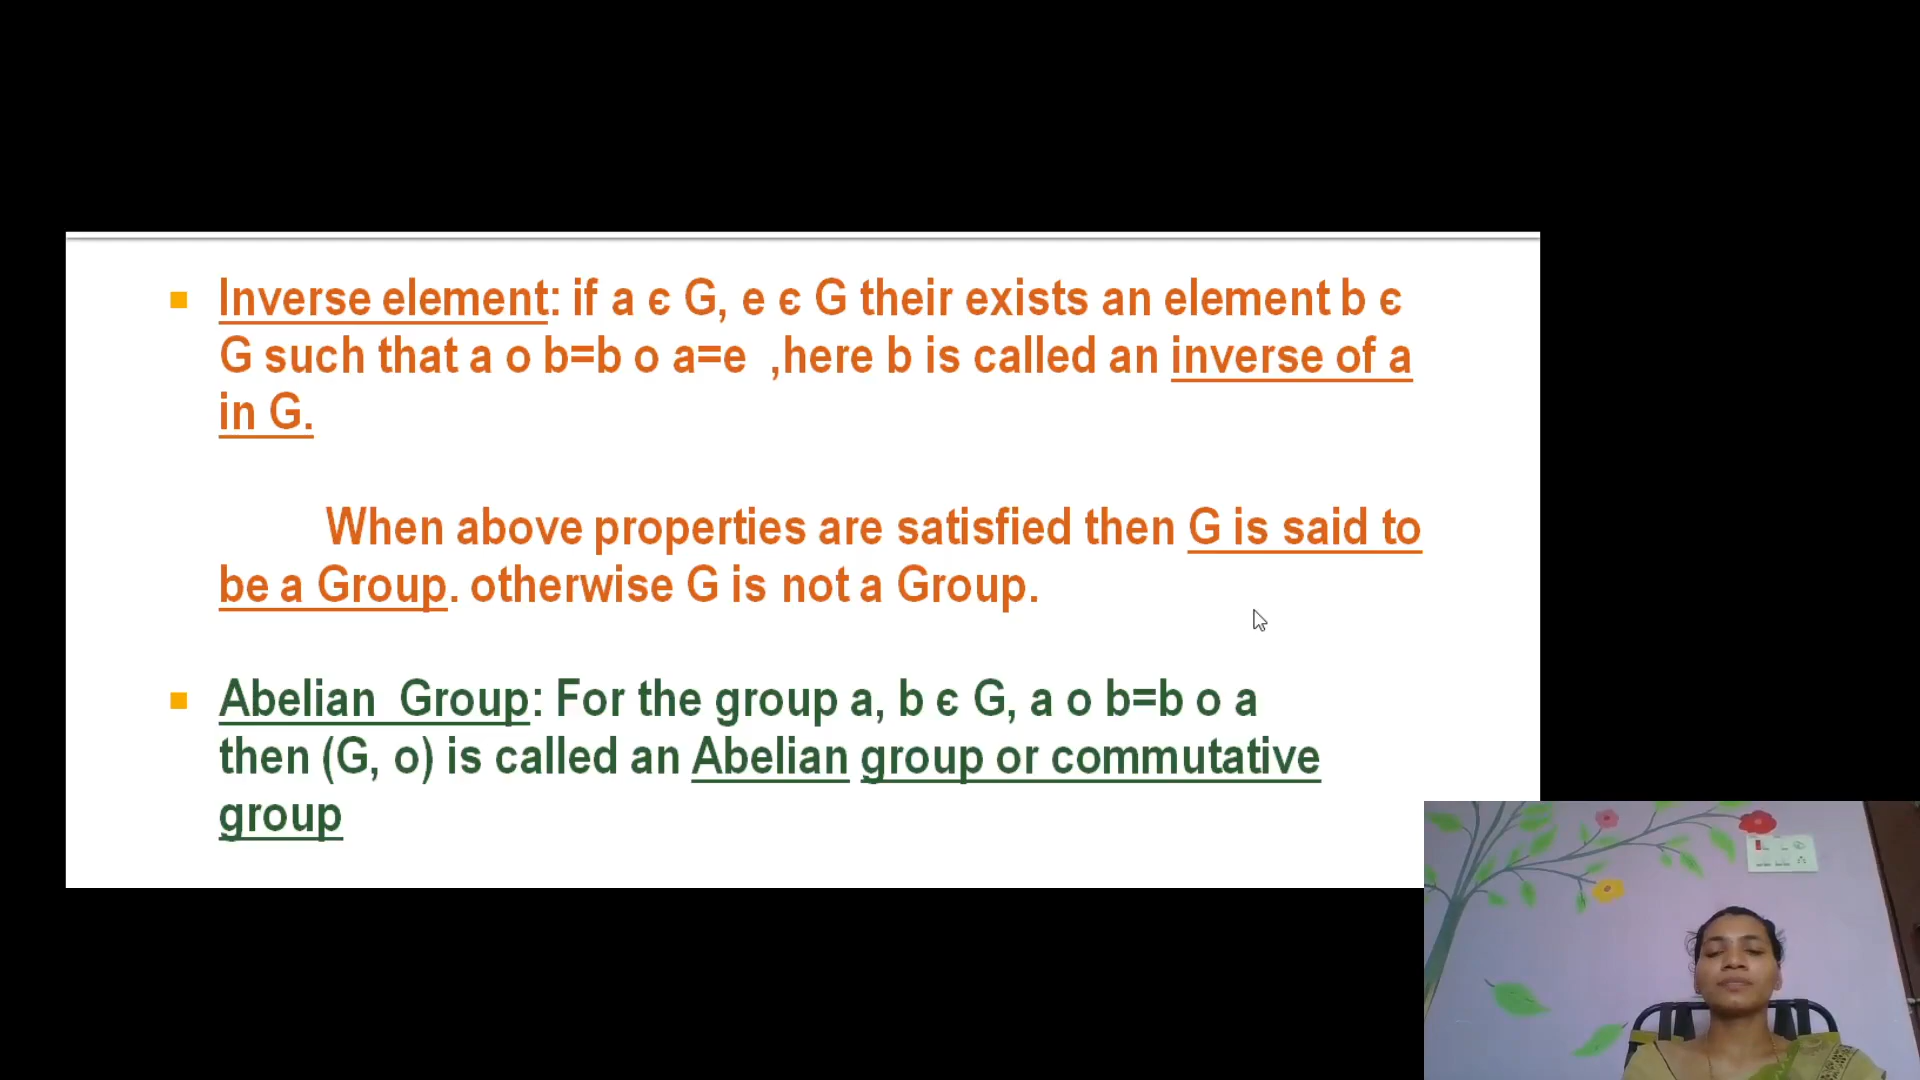 Inverse element: if a є G, e є G their exists an element b є
G such that a o b=b o a=e ,here b is called an inverse of a
in G.
When above properties are satisfied then G is said to
be a Group. otherwise G is not a Group.
Abelian Group: For the group a, b є G, a o b=b o a
then (G, o) is called an Abelian group or commutative
group